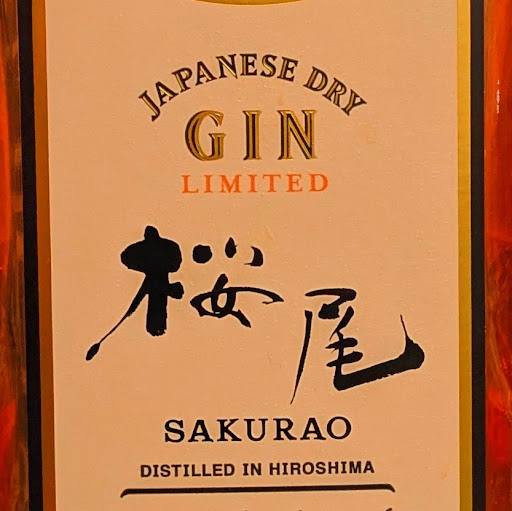 JAPANESE DRY
GIN
LIMITED
桜尾
SAKURAO
DISTILLED IN HIROSHIMA